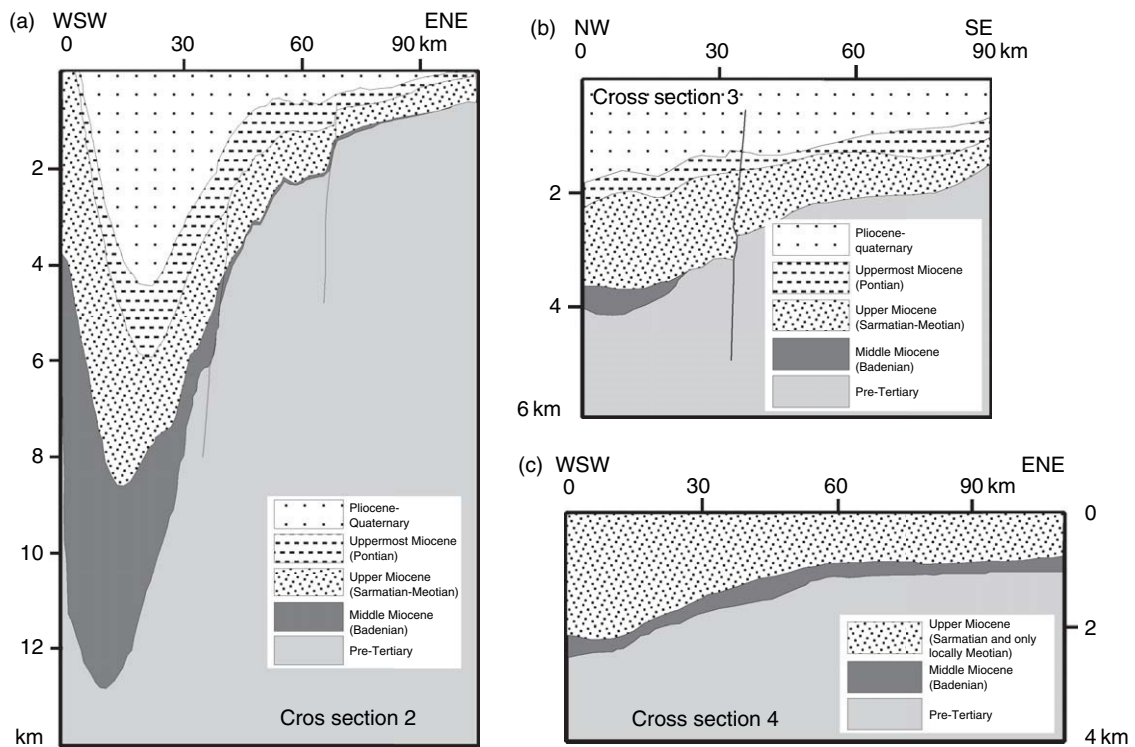 (a) WSW ENE
0 30 60 90 km
2
4
6
8
10
12
km
Pliocene-
Quaternary
Uppermost Miocene
(Pontian)
Upper Miocene
(Sarmatian-Meotian)
Middle Miocene
(Badenian)
Pre-Tertiary
Cros section 2
(b) NW SE
0 30 60 90 km
Cross section 3
2
4
6 km
Pliocene-
quaternary
Uppermost Miocene
(Pontian)
Upper Miocene
(Sarmatian-Meotian)
Middle Miocene
(Badenian)
Pre-Tertiary
(c) WSW ENE
0 30 60 90 km
0
2
4 km
Upper Miocene
(Sarmatian and only
locally Meotian)
Middle Miocene
(Badenian)
Pre-Tertiary
Cross section 4